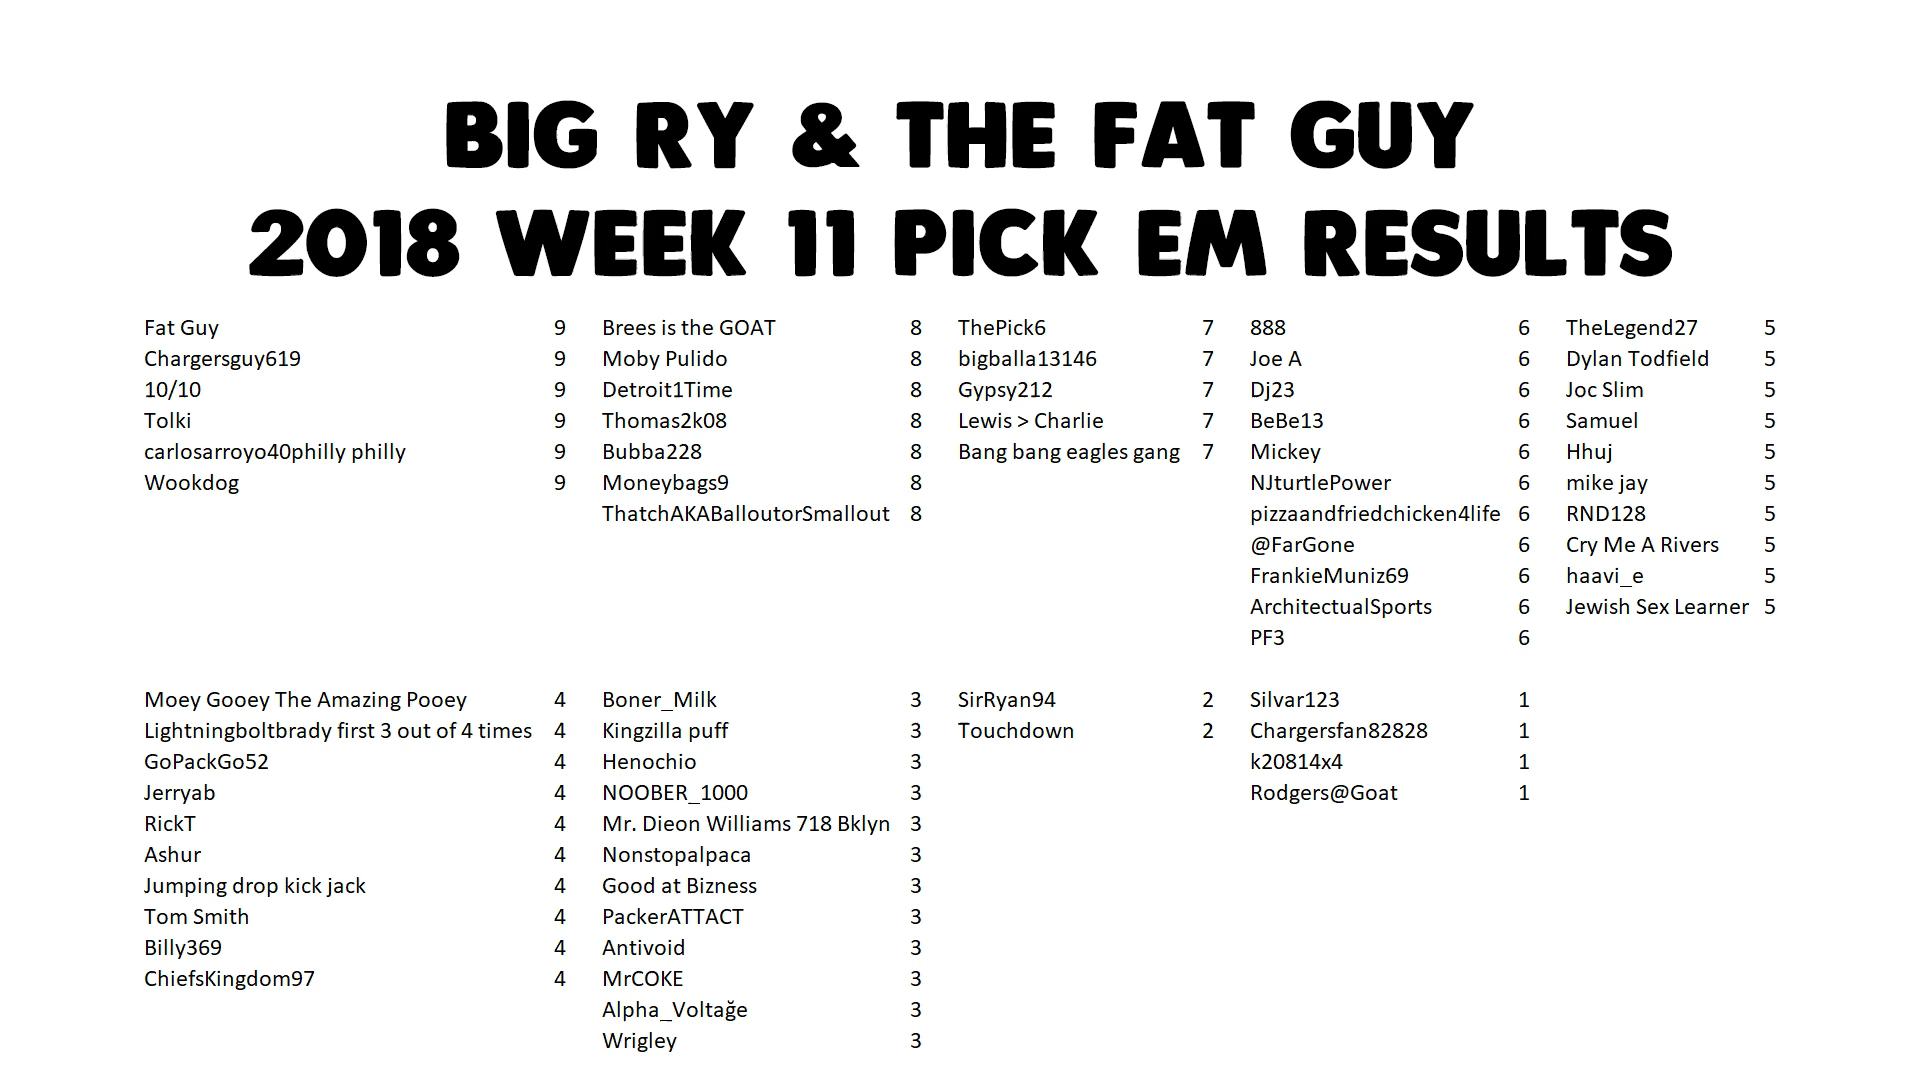 BIG RY & THE FAT GUY
2018 WEEK 11 PICK EM RESULTS
Fat Guy 9
Chargersguy619 9
10/10 9
Tolki 9
carlosarroyo40philly philly 9
Wookdog 9
Brees is the GOAT 8
Moby Pulido 8
Detroit1Time 8
Thomas2k08 8
Bubba228 8
Moneybags9 8
ThatchAKABalloutorSmallout 8
ThePick6 7
bigballa13146 7
Gypsy212 7
Lewis > Charlie 7
Bang bang eagles gang 7
888 6
Joe A 6
Dj23 6
BeBe13 6
Mickey 6
NJturtlePower 6
pizzaandfriedchicken4life 6
@FarGone 6
FrankieMuniz69 6
ArchitectualSports 6
PF3 6
TheLegend27 5
Dylan Todfield 5
Joc Slim 5
Samuel 5
Hhuj 5
mike jay 5
RND128 5
Cry Me A Rivers 5
haavi_e 5
Jewish Sex Learner 5
Moey Gooey The Amazing Pooey 4
Lightningboltbrady first 3 out of 4 times 4
GoPackGo52 4
Jerryab 4
RickT 4
Ashur 4
Jumping drop kick jack 4
Tom Smith 4
Billy369 4
ChiefsKingdom97 4
Boner_Milk 3
Kingzilla puff 3
Henochio 3
NOOBER_1000 3
Mr. Dieon Williams 718 Bklyn 3
Nonstopalpaca 3
Good at Bizness 3
PackerATTACT 3
Antivoid 3
MrCOKE 3
Alpha_Voltağe 3
Wrigley 3
SirRyan94 2
Touchdown 2
Silvar123 1
Chargersfan82828 1
k20814x4 1
Rodgers@Goat 1